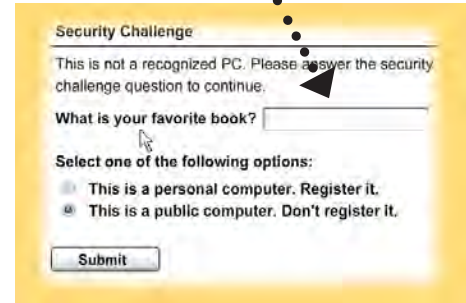 Security Challenge
This is not a recognized PC. Please answer the security
challenge question to continue.
What is your favorite book?
Select one of the following options:
This is a personal computer. Register it.
This is a public computer. Don't register it.
Submit